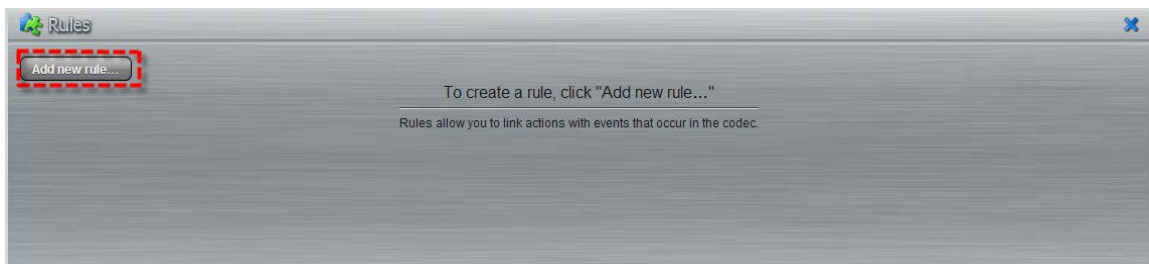 Rules
Add new rule...
To create a rule, click "Add new rule..."
Rules allow you to link actions with events that occur in the codec.